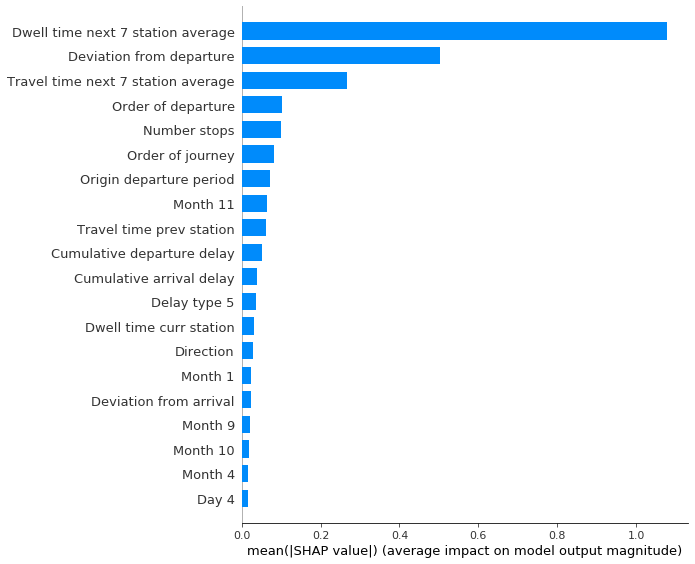 Dwell time next 7 station average
Deviation from departure
Travel time next 7 station average
Order of departure
Number stops
Order of journey
Origin departure period
Month 11
Travel time prev station
Cumulative departure delay
Cumulative arrival delay
Delay type 5
Dwell time curr station
Direction
Month 1
Deviation from arrival
Month 9
Month 10
Month 4
Day 4
0.0 0.2 0.4 0.6 0.8 1.0
mean(|SHAP value|) (average impact on model output magnitude)